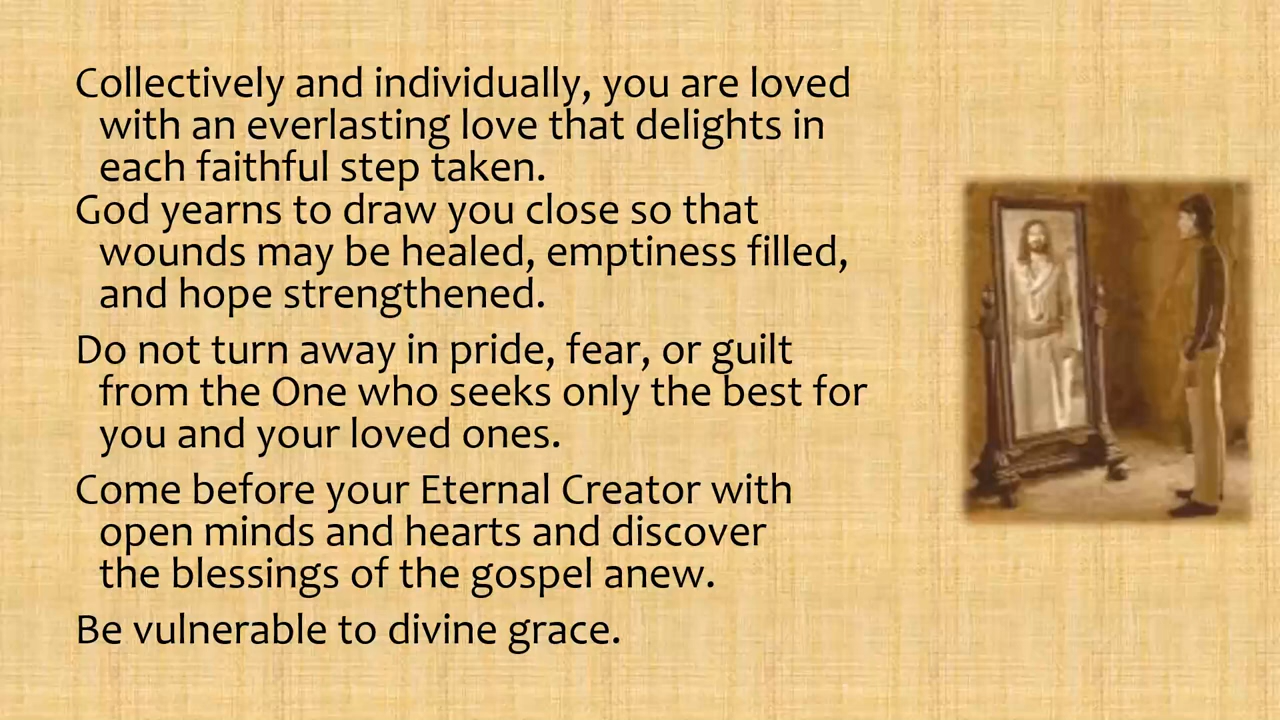 Collectively and individually, you are loved
with an everlasting love that delights in
each faithful step taken.
God yearns to draw you close so that
wounds may be healed, emptiness filled,
and hope strengthened.
Do not turn away in pride, fear, or guilt
from the One who seeks only the best for
you and your loved ones.
Come before your Eternal Creator with
open minds and hearts and discover
the blessings of the gospel anew.
Be vulnerable to divine grace.